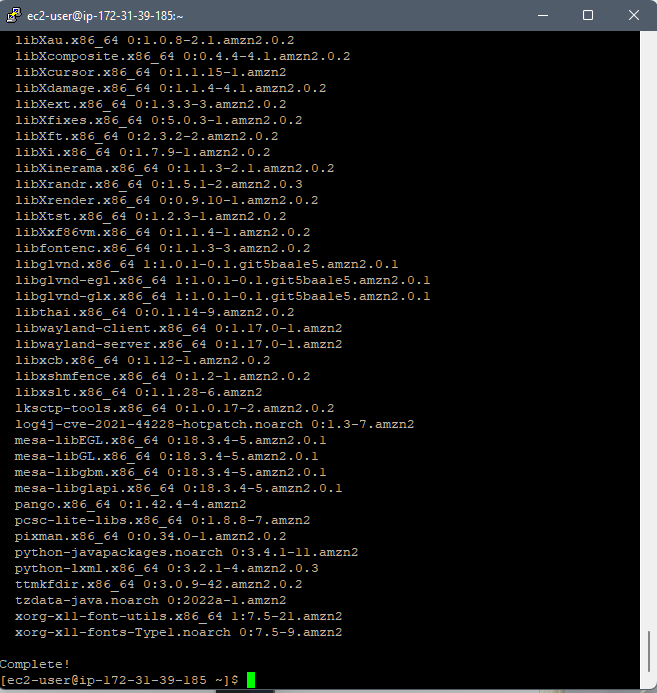 ec2-user@ip-172-31-39-185:~
libXau.x86_64 0:1.0.8-2.1.amzn2.0.2
libXcomposite.x86_64 0:0.4.4-4.1.amzn2.0.2
libXcursor.x86_64 0:1.1.15-1.amzn2
libXdamage.x86_64 0:1.1.4-4.1.amzn2.0.2
libXext.x86_64 0:1.3.3-3.amzn2.0.2
libXfixes.x86_64 0:5.0.3-1.amzn2.0.2
libXft.x86_64 0:2.3.2-2.amzn2.0.2
libXi.x86_64 0:1.7.9-1.amzn2.0.2
libXinerama.x86_64 0:1.1.3-2.1.amzn2.0.2
libXrandr.x86_64 0:1.5.1-2.amzn2.0.3
libXrender.x86_64 0:0.9.10-1.amzn2.0.2
libXtst.x86_64 0:1.2.3-1.amzn2.0.2
libXxf86vm.x86_64 0:1.1.4-1.amzn2.0.2
libfontenc.x86_64 0:1.1.3-3.amzn2.0.2
libglvnd.x86_64 1:1.0.1-0.1.git5baa1e5.amzn2.0.1
libglvnd-egl.x86_64 1:1.0.1-0.1.git5baa1e5.amzn2.0.1
libglvnd-glx.x86_64 1:1.0.1-0.1.git5baa1e5.amzn2.0.1
libthai.x86_64 0:0.1.14-9.amzn2.0.2
libwayland-client.x86_64 0:1.17.0-1.amzn2
libwayland-server.x86_64 0:1.17.0-1.amzn2
libxcb.x86_64 0:1.12-1.amzn2.0.2
libxshmfence.x86_64 0:1.2-1.amzn2.0.2
libxslt.x86_64 0:1.1.28-6.amzn2
lksctp-tools.x86_64 0:1.0.17-2.amzn2.0.2
log4j-cve-2021-44228-hotpatch.noarch 0:1.3-7.amzn2
mesa-libEGL.x86_64 0:18.3.4-5.amzn2.0.1
mesa-libGL.x86_64 0:18.3.4-5.amzn2.0.1
mesa-libgbm.x86_64 0:18.3.4-5.amzn2.0.1
mesa-libglapi.x86_64 0:18.3.4-5.amzn2.0.1
pango.x86_64 0:1.42.4-4.amzn2
pcsc-lite-libs.x86_64 0:1.8.8-7.amzn2
pixman.x86_64 0:0.34.0-1.amzn2.0.2
python-javapackages.noarch 0:3.4.1-11.amzn2
python-lxml.x86_64 0:3.2.1-4.amzn2.0.3
ttmkfdir.x86_64 0:3.0.9-42.amzn2.0.2
tzdata-java.noarch 0:2022a-1.amzn2
xorg-x11-font-utils.x86_64 1:7.5-21.amzn2
xorg-x11-fonts-Type1.noarch 0:7.5-9.amzn2
Complete!
[ec2-user@ip-172-31-39-185 ~]$